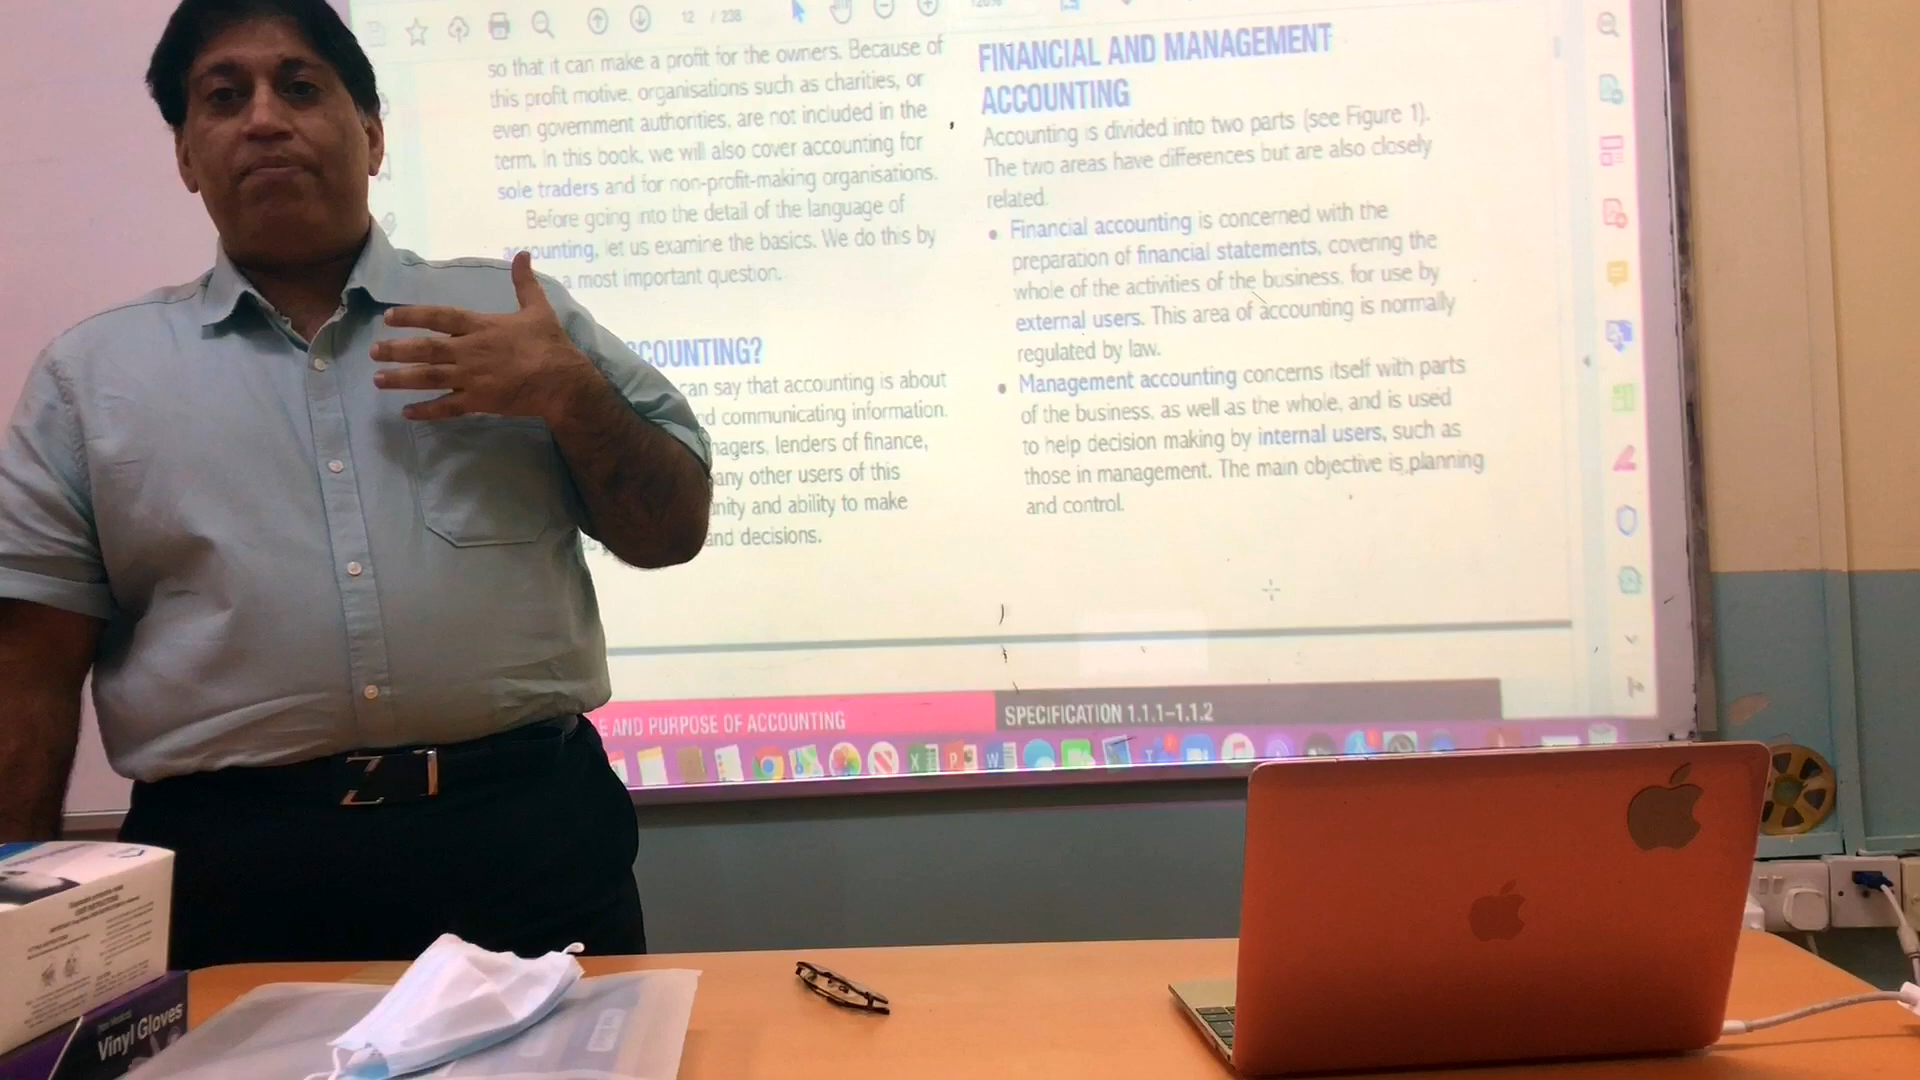 12 / 238
so that it can make a profit for the owners. Because of
this profit motive, organisations such as charities, or
even government authorities, are not included in the
term. In this book, we will also cover accounting for
sole traders and for non-profit-making organisations.
Before going into the detail of the language of
accounting, let us examine the basics. We do this by
a most important question.
COUNTING?
can say that accounting is about
communicating information.
nagers, lenders of finance,
any other users of this
nity and ability to make
and decisions.
FINANCIAL AND MANAGEMENT
ACCOUNTING
Accounting is divided into two parts (see Figure 1).
The two areas have differences but are also closely
related.
• Financial accounting is concerned with the
preparation of financial statements, covering the
whole of the activities of the business, for use by
external users. This area of accounting is normally
regulated by law.
• Management accounting concerns itself with parts
of the business, as well as the whole, and is used
to help decision making by internal users, such as
those in management. The main objective is planning
and control.
E AND PURPOSE OF ACCOUNTING
SPECIFICATION 1.1.1–1.1.2
Vinyl Gloves